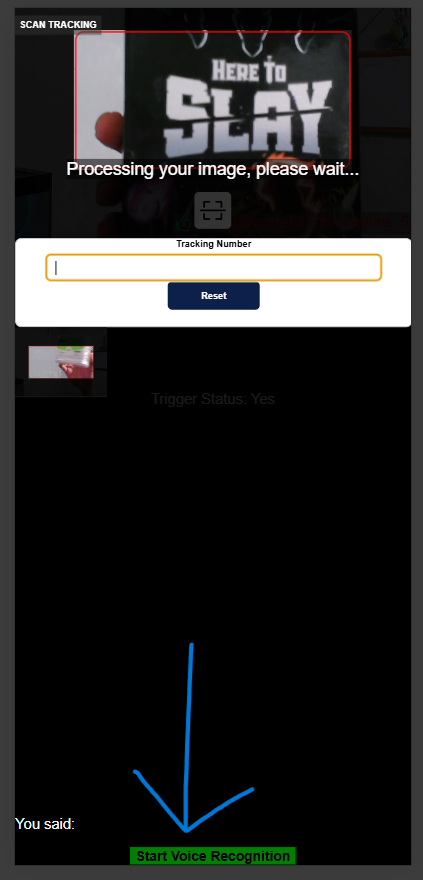 SCAN TRACKING
HERE TO
SLAY
Processing your image, please wait...
Tracking Number
Reset
Trigger Status: Yes
You said:
Start Voice Recognition